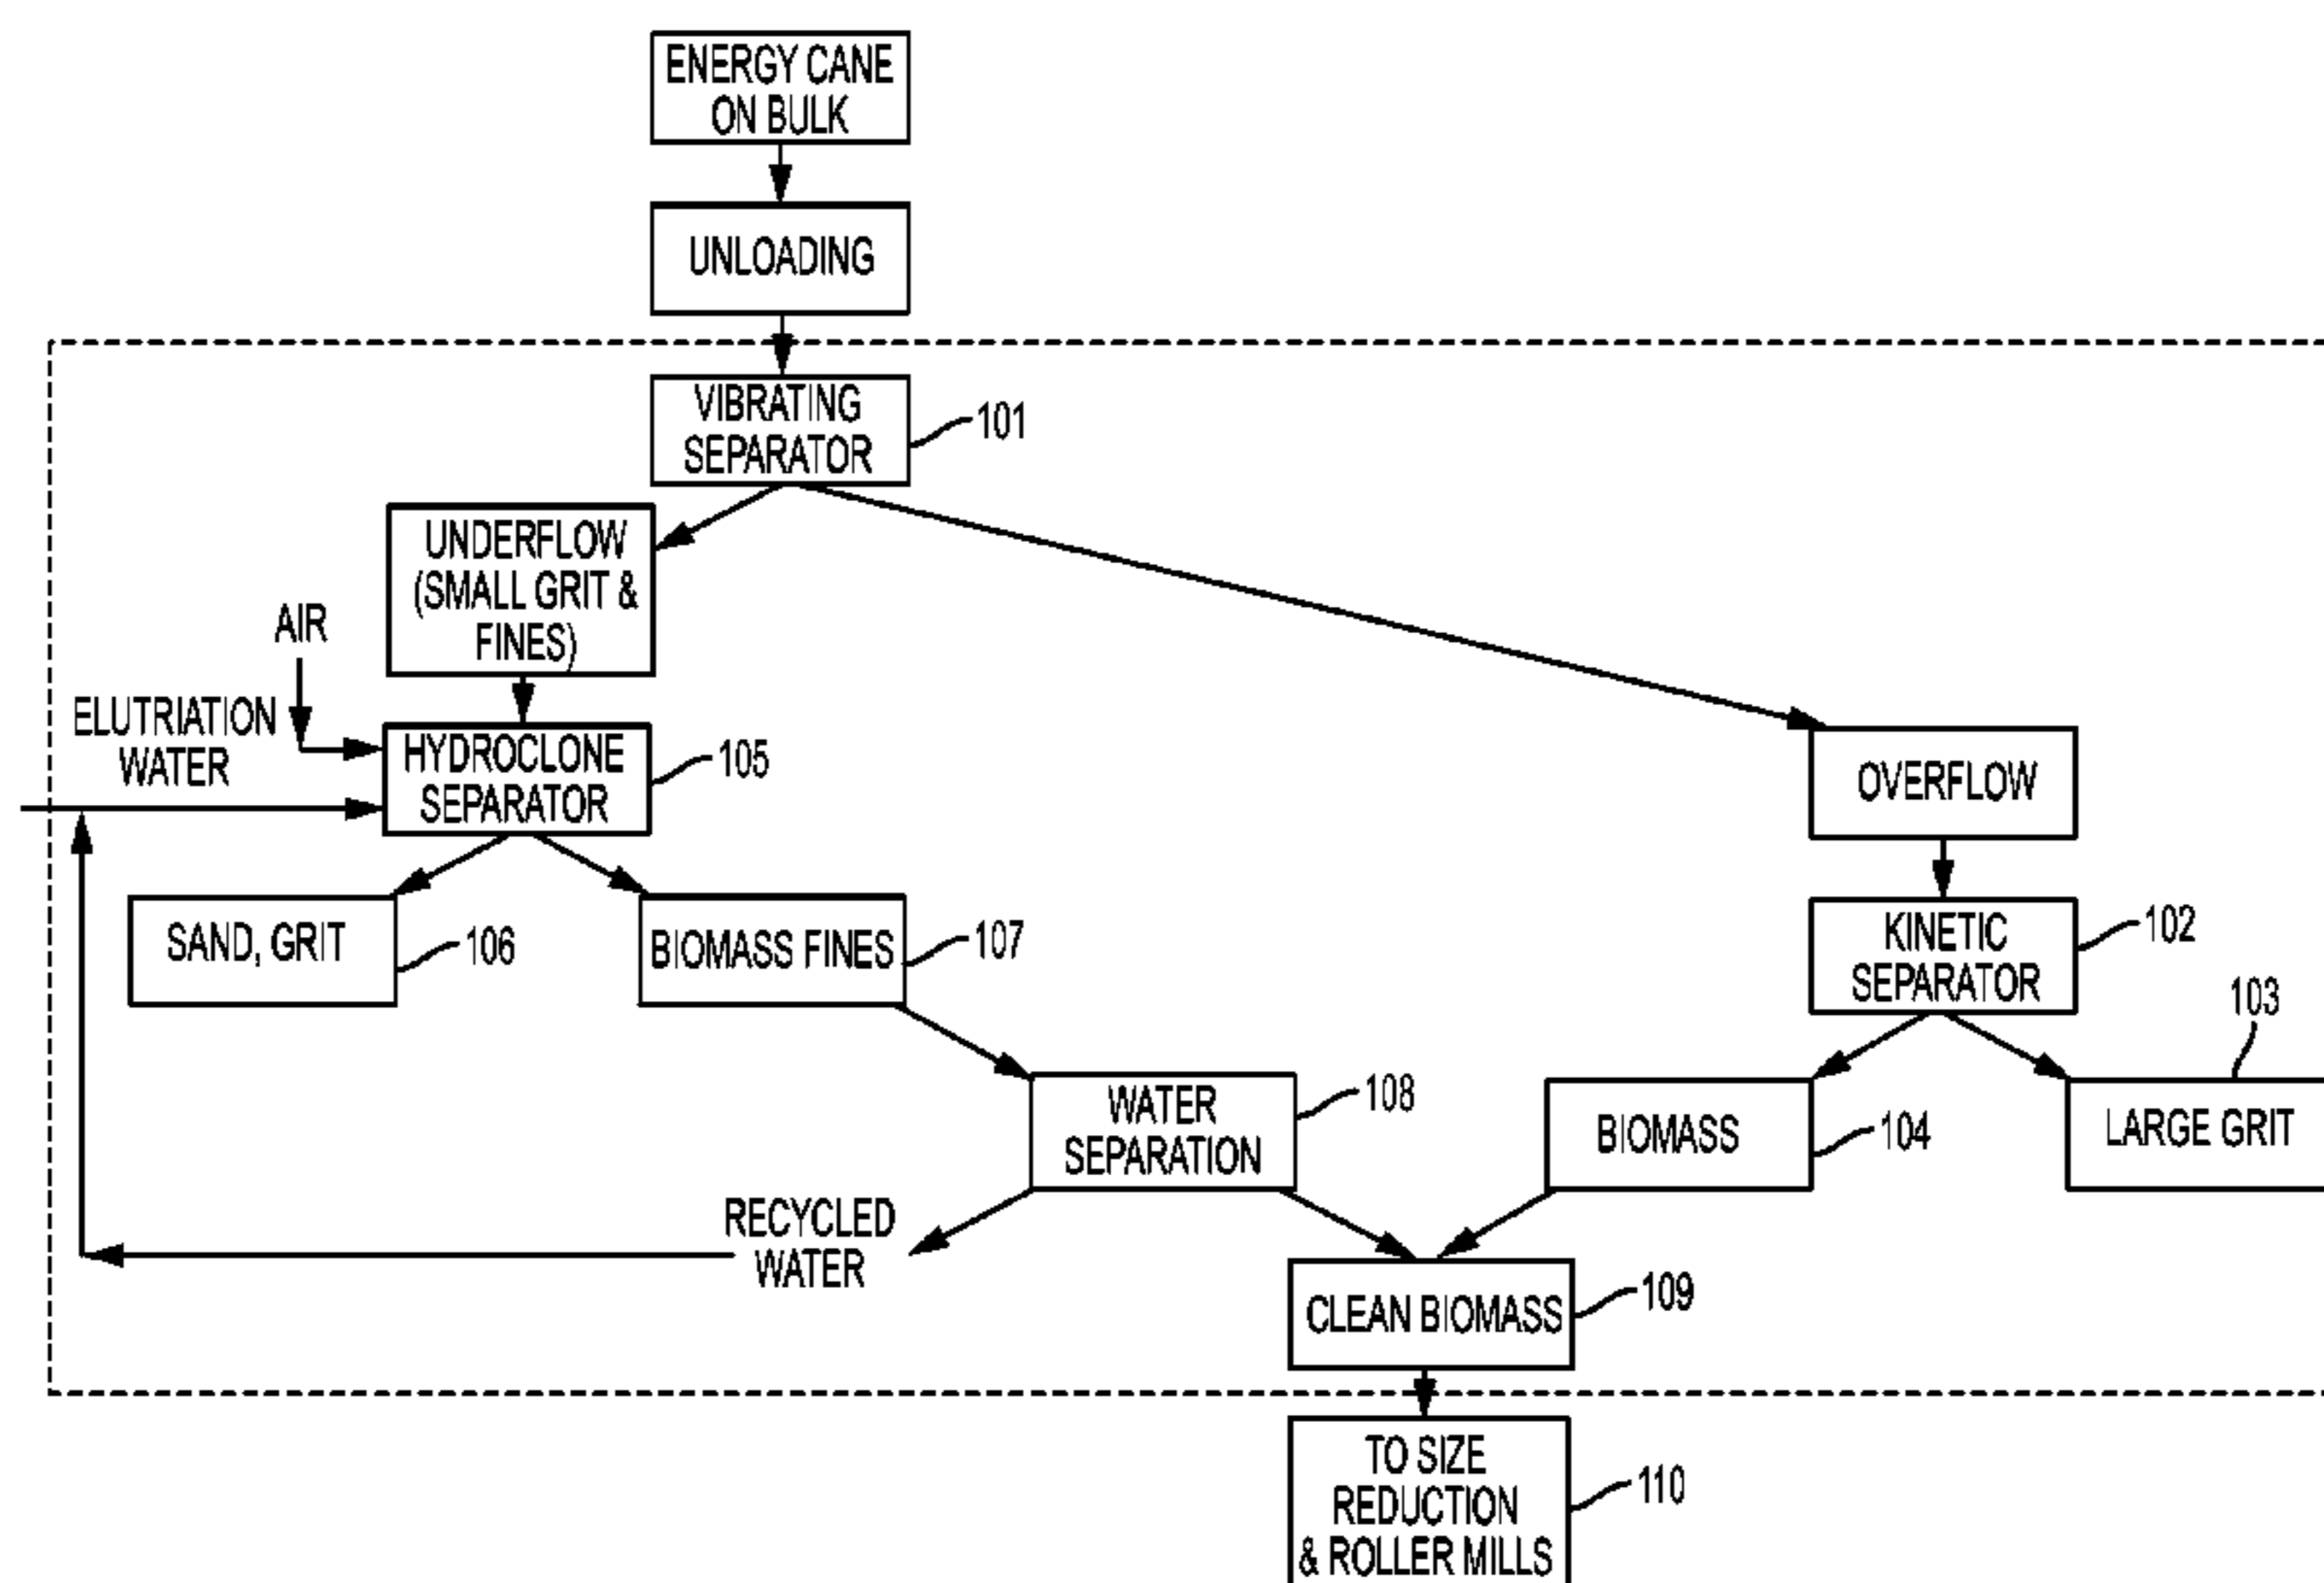 ENERGY CANE
ON BULK
UNLOADING
VIBRATING
SEPARATOR
101
UNDERFLOW
(SMALL GRIT &
FINES)
AIR
ELUTRIATION
WATER
HYDROCLONE
SEPARATOR
105
OVERFLOW
SAND, GRIT
106
BIOMASS FINES
107
KINETIC
SEPARATOR
102
103
WATER
SEPARATION
108
BIOMASS
104
LARGE GRIT
RECYCLED
WATER
CLEAN BIOMASS
109
TO SIZE
REDUCTION
& ROLLER MILLS
110